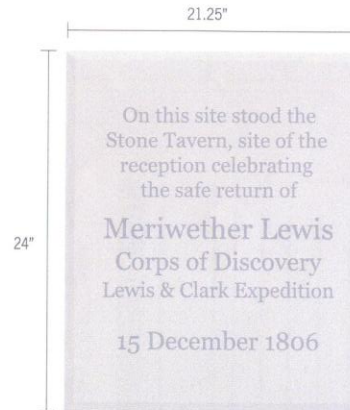 21.25"
24"
On this site stood the
Stone Tavern, site of the
reception celebrating
the safe return of
Meriwether Lewis
Corps of Discovery
Lewis & Clark Expedition
15 December 1806